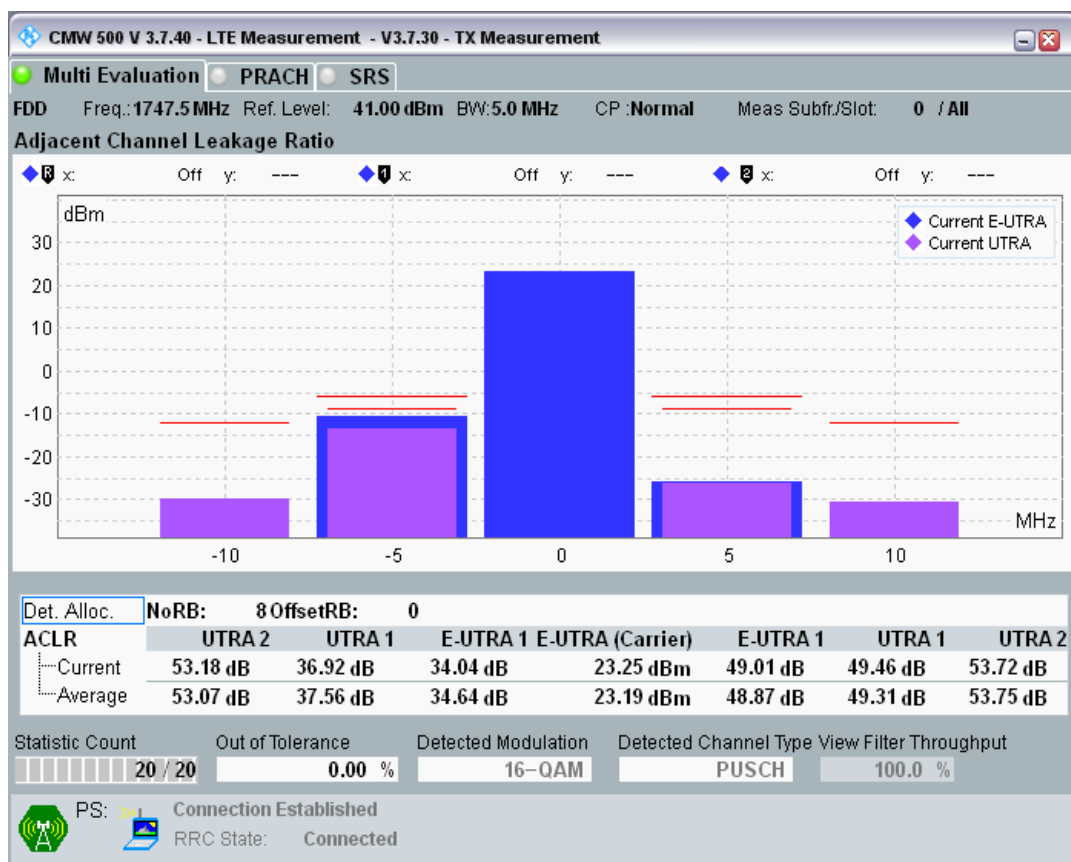 CMW 500 V 3.7.40 - LTE Measurement - V3.7.30 - TX Measurement
Multi Evaluation PRACH SRS
FDD Freq.:1747.5 MHz Ref. Level: 41.00 dBm BW:5.0 MHz CP :Normal Meas Subfr./Slot: 0 / All
Adjacent Channel Leakage Ratio
R x: Off y: --- 1 x: Off y: --- 2 x: Off y: ---
dBm
Current E-UTRA
Current UTRA
30
20
10
0
-10
-20
-30
MHz
-10 -5 0 5 10
Det. Alloc. NoRB: 8 OffsetRB: 0
ACLR UTRA 2 UTRA 1 E-UTRA 1 E-UTRA (Carrier) E-UTRA 1 UTRA 1 UTRA 2
Current 53.18 dB 36.92 dB 34.04 dB 23.25 dBm 49.01 dB 49.46 dB 53.72 dB
Average 53.07 dB 37.56 dB 34.64 dB 23.19 dBm 48.87 dB 49.31 dB 53.75 dB
Statistic Count Out of Tolerance Detected Modulation Detected Channel Type View Filter Throughput
20 / 20 0.00 % 16-QAM PUSCH 100.0 %
PS: Connection Established
RRC State: Connected